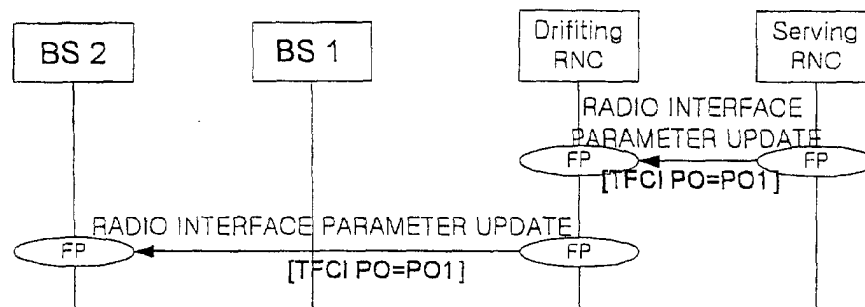 BS 2
BS 1
Drifiting
RNC
Serving
RNC
RADIO INTERFACE
PARAMETER UPDATE
FP
FP
[TFCI PO=PO1]
RADIO INTERFACE PARAMETER UPDATE
FP
FP
[TFCI PO=PO1]